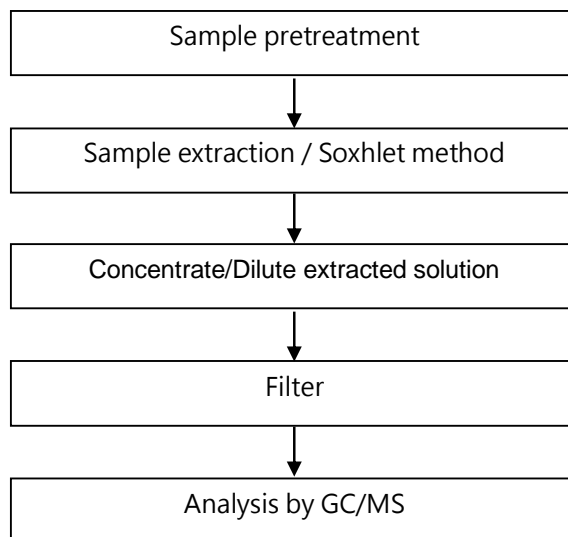 Sample pretreatment
Sample extraction / Soxhlet method
Concentrate/Dilute extracted solution
Filter
Analysis by GC/MS